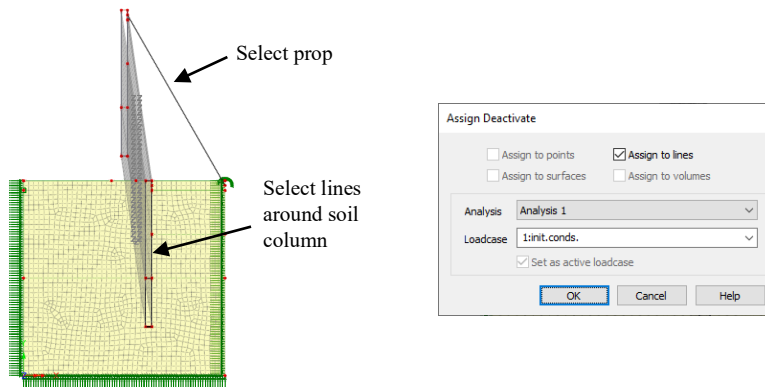 Select prop
Select lines
around soil
column
Assign Deactivate
Assign to points
Assign to lines
Assign to surfaces
Assign to volumes
Analysis
Analysis 1
Loadcase
1:init.conds.
Set as active loadcase
OK
Cancel
Help